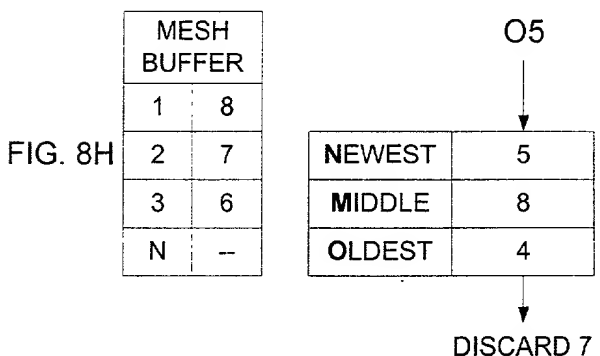 FIG. 8H
MESH
BUFFER
1 8
2 7
3 6
N --
O5
NEWEST 5
MIDDLE 8
OLDEST 4
DISCARD 7